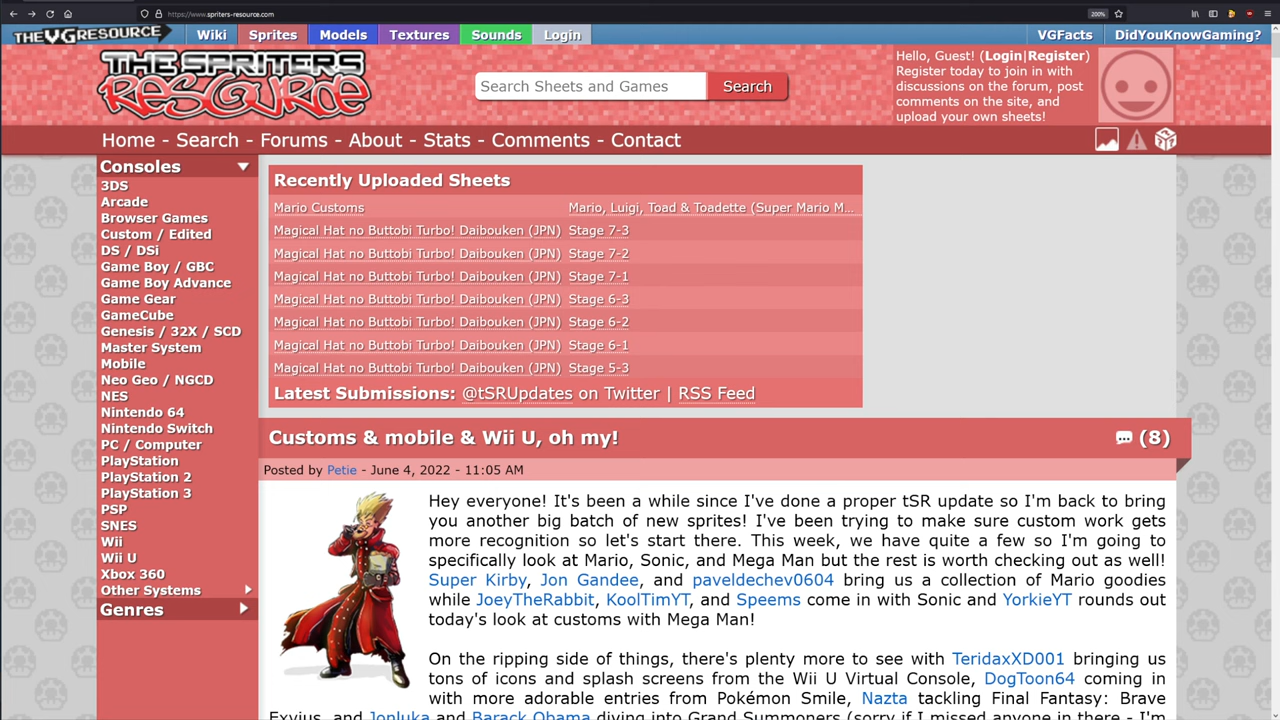 https://www.spriters-resource.com
200%
THE VG RESOURCE
Wiki
Sprites
Models
Textures
Sounds
Login
VGFacts
DidYouKnowGaming?
THE SPRITERS
RESOURCE
Search Sheets and Games
Search
Hello, Guest! (Login|Register)
Register today to join in with
discussions on the forum, post
comments on the site, and
upload your own sheets!
Home - Search - Forums - About - Stats - Comments - Contact
Consoles
3DS
Arcade
Browser Games
Custom / Edited
DS / DSi
Game Boy / GBC
Game Boy Advance
Game Gear
GameCube
Genesis / 32X / SCD
Master System
Mobile
Neo Geo / NGCD
NES
Nintendo 64
Nintendo Switch
PC / Computer
PlayStation
PlayStation 2
PlayStation 3
PSP
SNES
Wii
Wii U
Xbox 360
Other Systems
Genres
Recently Uploaded Sheets
Mario Customs Mario, Luigi, Toad & Toadette (Super Mario M...
Magical Hat no Buttobi Turbo! Daibouken (JPN) Stage 7-3
Magical Hat no Buttobi Turbo! Daibouken (JPN) Stage 7-2
Magical Hat no Buttobi Turbo! Daibouken (JPN) Stage 7-1
Magical Hat no Buttobi Turbo! Daibouken (JPN) Stage 6-3
Magical Hat no Buttobi Turbo! Daibouken (JPN) Stage 6-2
Magical Hat no Buttobi Turbo! Daibouken (JPN) Stage 6-1
Magical Hat no Buttobi Turbo! Daibouken (JPN) Stage 5-3
Latest Submissions: @tSRUpdates on Twitter | RSS Feed
Customs & mobile & Wii U, oh my!
(8)
Posted by Petie - June 4, 2022 - 11:05 AM
Hey everyone! It's been a while since I've done a proper tSR update so I'm back to bring
you another big batch of new sprites! I've been trying to make sure custom work gets
more recognition so let's start there. This week, we have quite a few so I'm going to
specifically look at Mario, Sonic, and Mega Man but the rest is worth checking out as well!
Super Kirby, Jon Gandee, and paveldechev0604 bring us a collection of Mario goodies
while JoeyTheRabbit, KoolTimYT, and Speems come in with Sonic and YorkieYT rounds out
today's look at customs with Mega Man!
On the ripping side of things, there's plenty more to see with TeridaxXD001 bringing us
tons of icons and splash screens from the Wii U Virtual Console, DogToon64 coming in
with more adorable entries from Pokémon Smile, Nazta tackling Final Fantasy: Brave
Exvius, and Jonluka and Barack Obama diving into Grand Summoners (sorry if I missed anyone in there - I'm